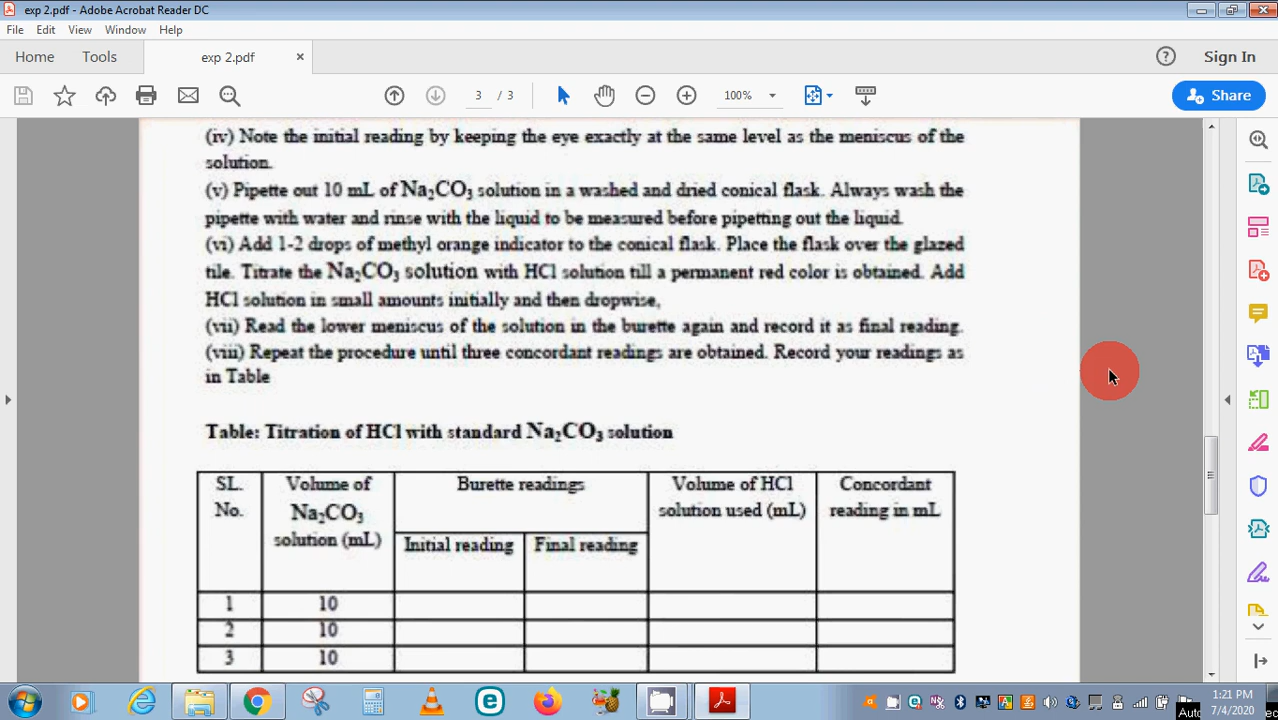 exp 2.pdf - Adobe Acrobat Reader DC
File Edit View Window Help
Home Tools exp 2.pdf ×
Sign In
3 / 3
100%
Share
(iv) Note the initial reading by keeping the eye exactly at the same level as the meniscus of the
solution.
(v) Pipette out 10 mL of Na₂CO₃ solution in a washed and dried conical flask. Always wash the
pipette with water and rinse with the liquid to be measured before pipetting out the liquid.
(vi) Add 1-2 drops of methyl orange indicator to the conical flask. Place the flask over the glazed
tile. Titrate the Na₂CO₃ solution with HCl solution till a permanent red color is obtained. Add
HCl solution in small amounts initially and then dropwise,
(vii) Read the lower meniscus of the solution in the burette again and record it as final reading.
(viii) Repeat the procedure until three concordant readings are obtained. Record your readings as
in Table
Table: Titration of HCl with standard Na₂CO₃ solution
SL. Volume of Burette readings Volume of HCl Concordant
No. Na₂CO₃ solution used (mL) reading in mL
solution (mL) Initial reading Final reading
1 10
2 10
3 10
1:21 PM
7/4/2020
Auto